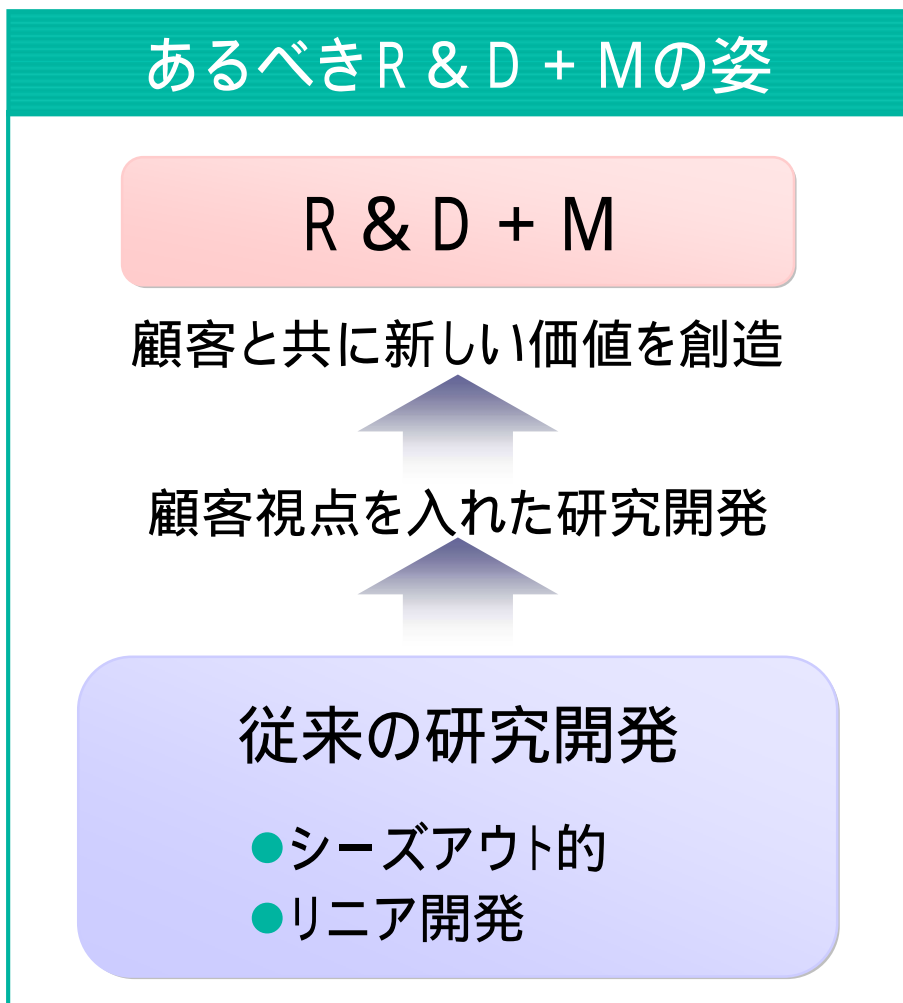 あるべきR&D+Mの姿
R&D+M
顧客と共に新しい価値を創造
顧客視点を入れた研究開発
従来の研究開発
●シーズアウト的
●リニア開発